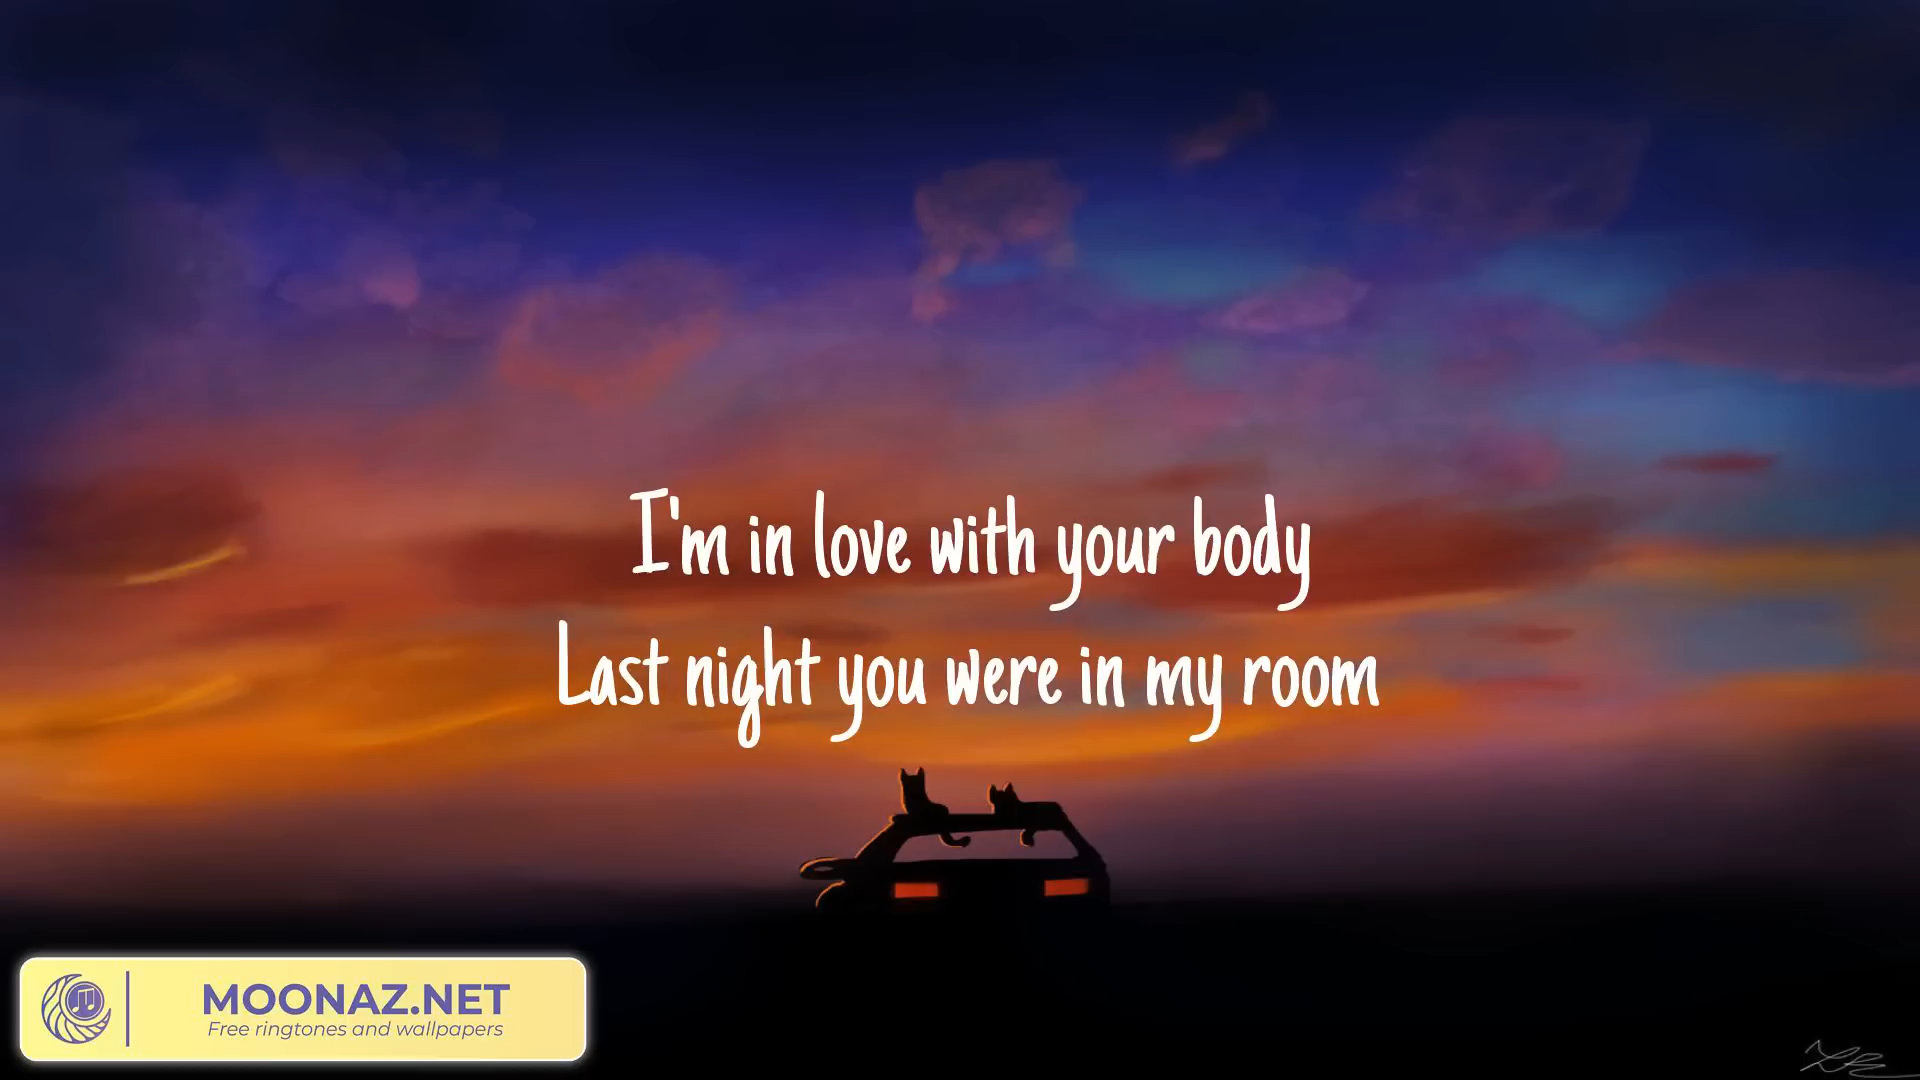 I'm in love with your body
Last night you were in my room
MOONAZ.NET
Free ringtones and wallpapers